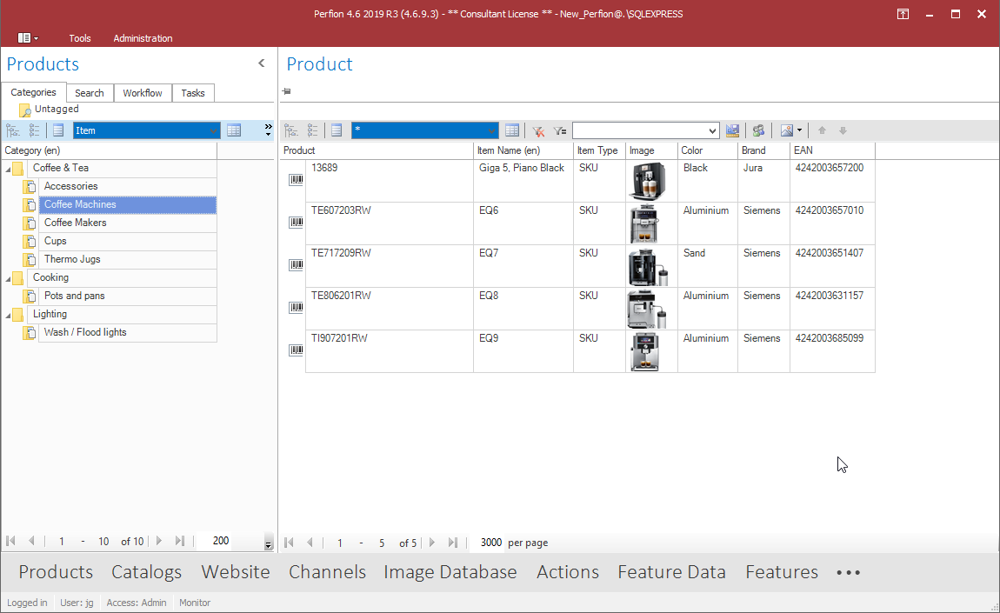 Perfion 4.6 2019 R3 (4.6.9.3) - ** Consultant License ** - New_Perfion@.\SQLEXPRESS
Tools Administration
Products
Categories Search Workflow Tasks
Untagged
Item
Category (en)
Coffee & Tea
Accessories
Coffee Machines
Coffee Makers
Cups
Thermo Jugs
Cooking
Pots and pans
Lighting
Wash / Flood lights
1 - 10 of 10 200
Product
*
Product Item Name (en) Item Type Image Color Brand EAN
13689 Giga 5, Piano Black SKU Black Jura 4242003657200
TE607203RW EQ6 SKU Aluminium Siemens 4242003657010
TE717209RW EQ7 SKU Sand Siemens 4242003651407
TE806201RW EQ8 SKU Aluminium Siemens 4242003631157
TI907201RW EQ9 SKU Aluminium Siemens 4242003685099
1 - 5 of 5 3000 per page
Products Catalogs Website Channels Image Database Actions Feature Data Features •••
Logged in User: jg Access: Admin Monitor